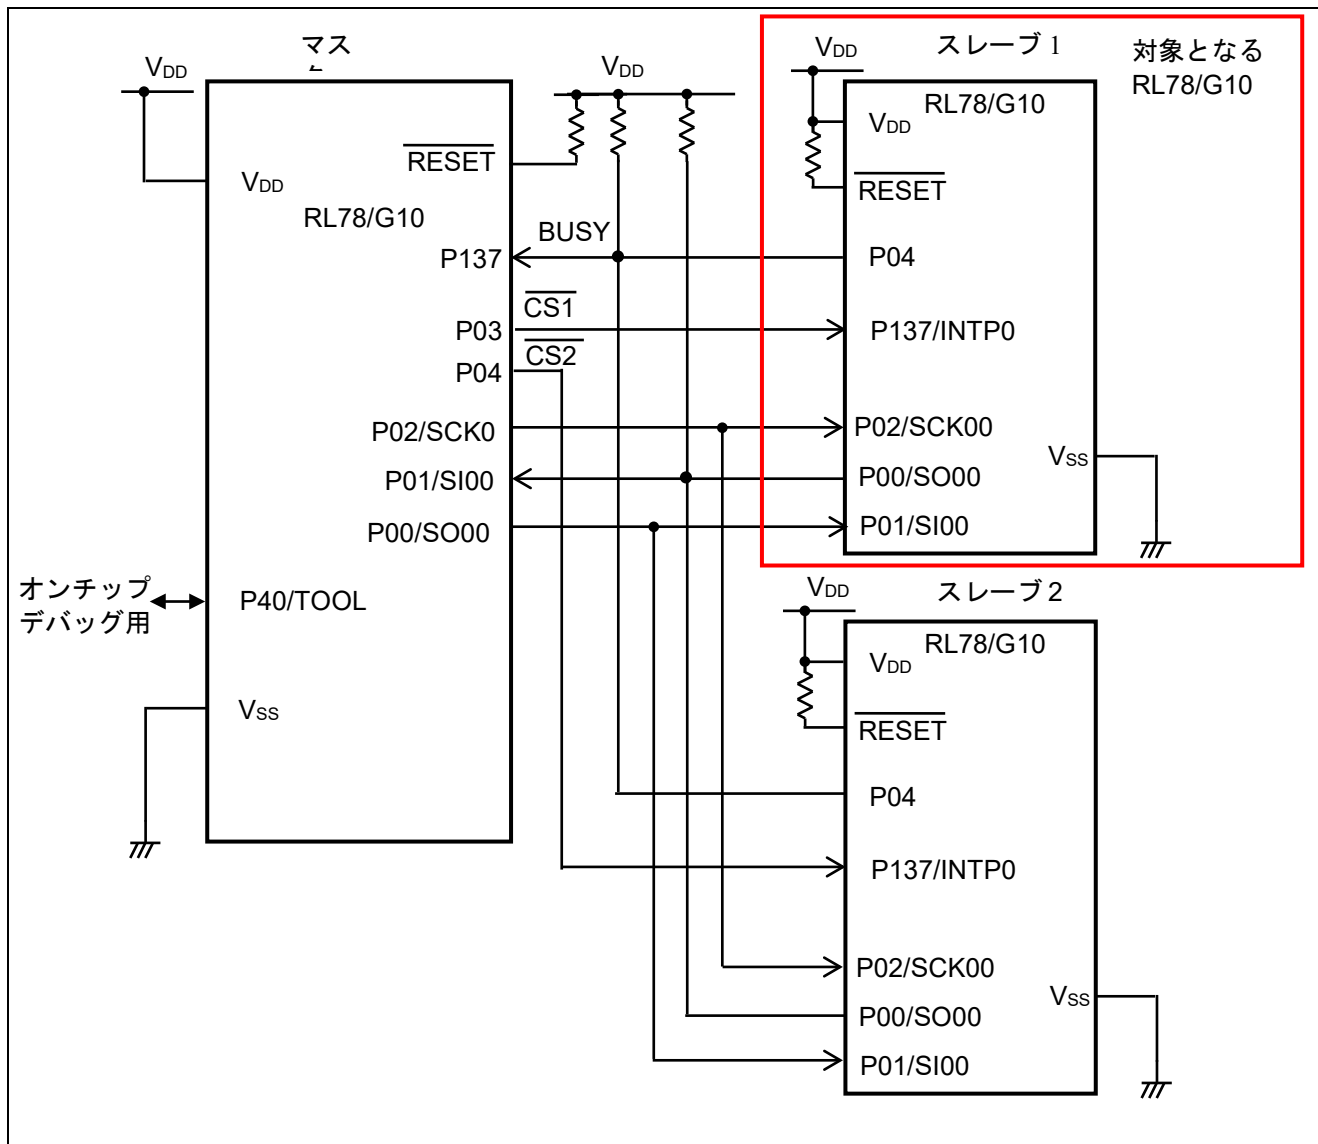 マス
VDD
VDD
RESET
VDD
RL78/G10
BUSY
P137
CS1
P03
CS2
P04
P02/SCK0
P01/SI00
P00/SO00
オンチップ
デバッグ用
P40/TOOL
VSS
スレーブ 1
対象となる
RL78/G10
VDD
RL78/G10
VDD
RESET
P04
P137/INTP0
P02/SCK00
VSS
P00/SO00
P01/SI00
スレーブ 2
VDD
RL78/G10
VDD
RESET
P04
P137/INTP0
P02/SCK00
VSS
P00/SO00
P01/SI00